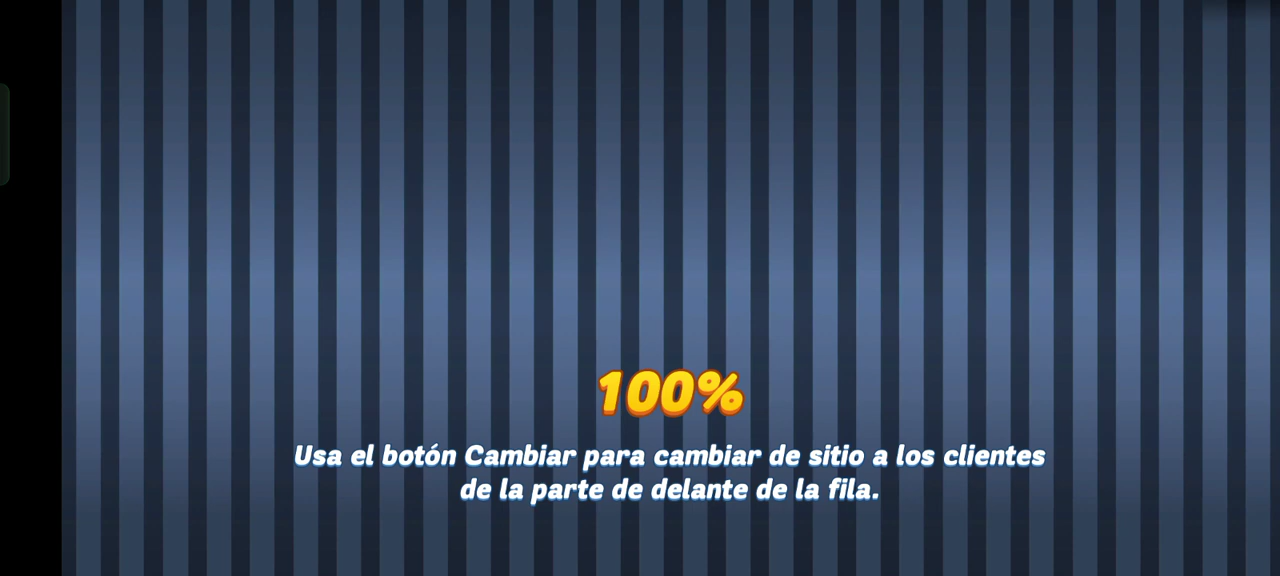 100%
Usa el botón Cambiar para cambiar de sitio a los clientes
de la parte de delante de la fila.